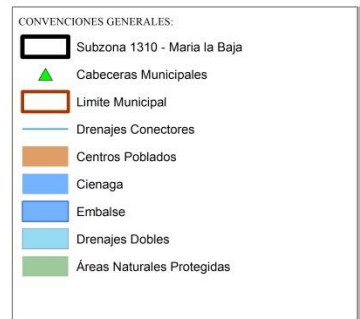 CONVENCIONES GENERALES:
Subzona 1310 - Maria la Baja
Cabeceras Municipales
Limite Municipal
Drenajes Conectores
Centros Poblados
Cienaga
Embalse
Drenajes Dobles
Áreas Naturales Protegidas